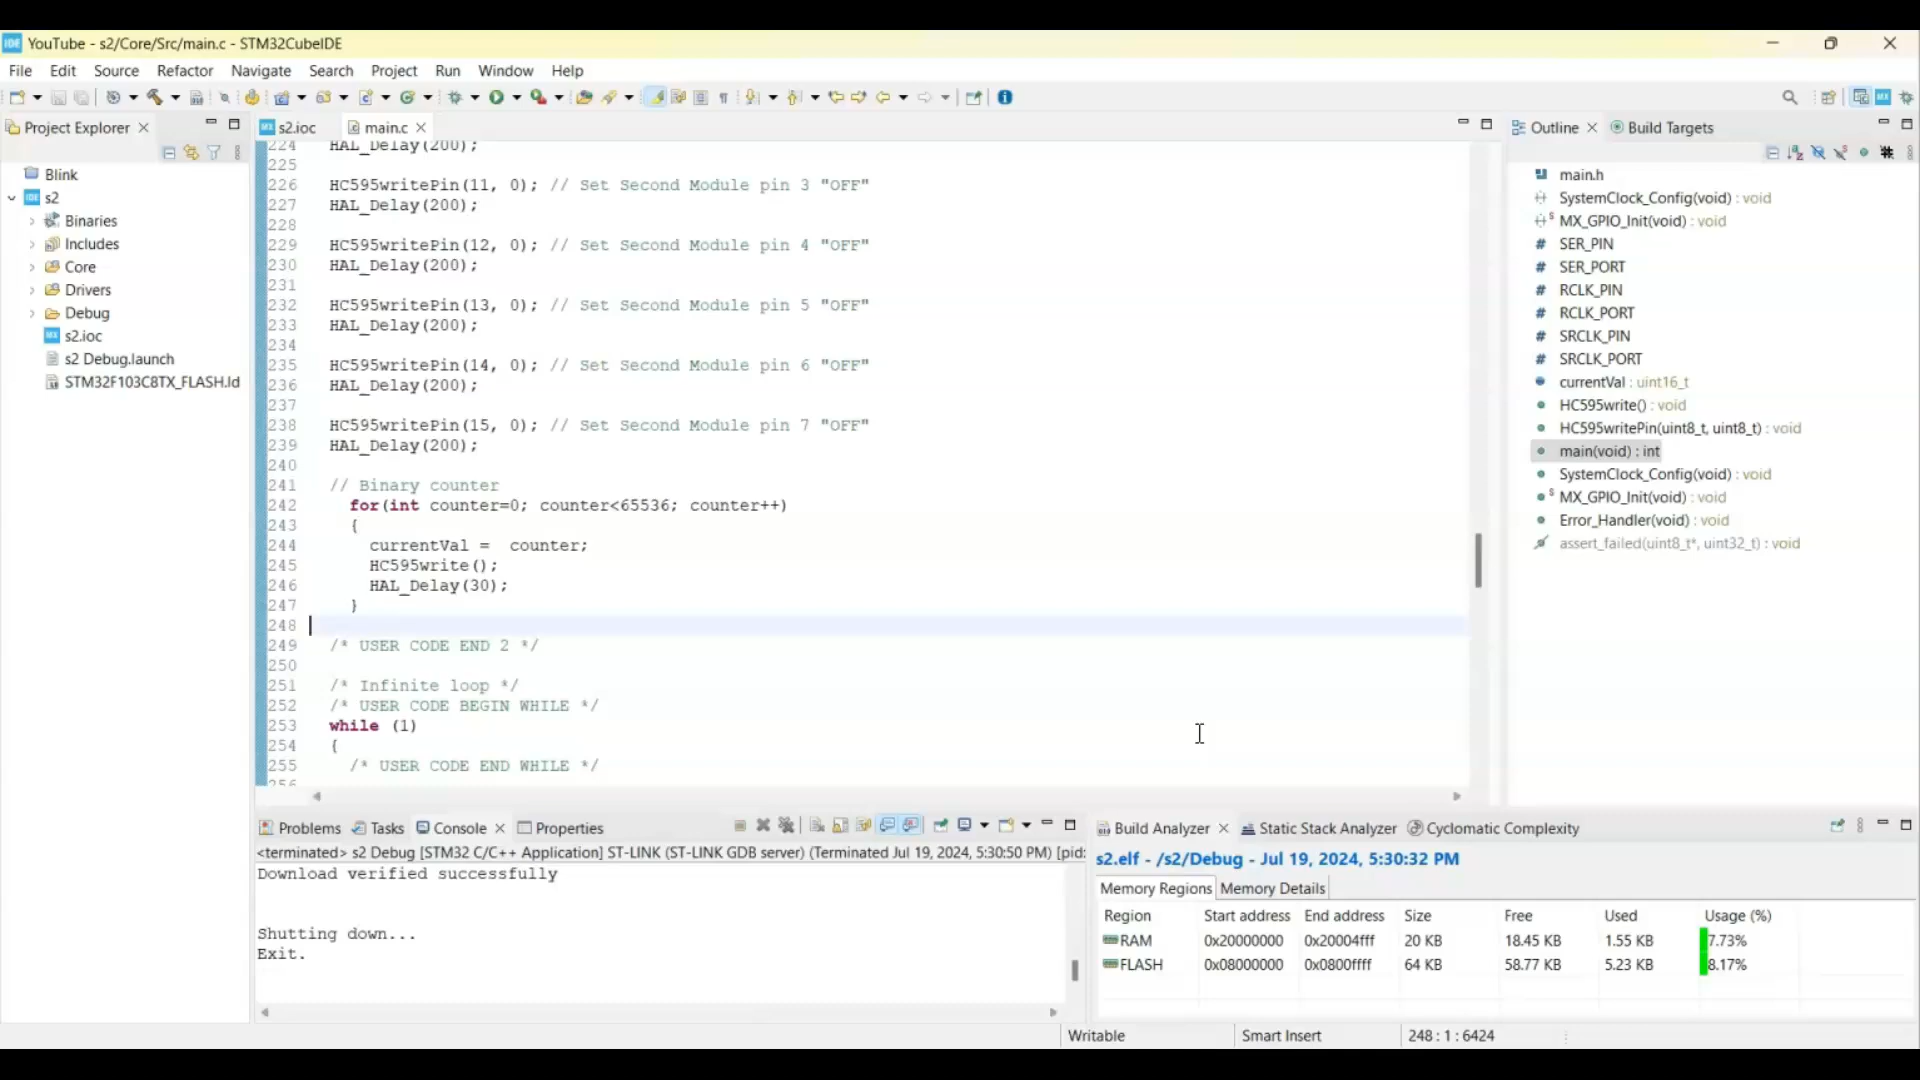 IDE YouTube - s2/Core/Src/main.c - STM32CubeIDE
File Edit Source Refactor Navigate Search Project Run Window Help
Project Explorer
Blink
IDE s2
Binaries
Includes
Core
Drivers
Debug
MX s2.ioc
s2 Debug.launch
STM32F103C8TX_FLASH.ld
MX s2.ioc main.c
224 HAL_Delay(200);
225
226 HC595writePin(11, 0); // Set Second Module pin 3 "OFF"
227 HAL_Delay(200);
228
229 HC595writePin(12, 0); // Set Second Module pin 4 "OFF"
230 HAL_Delay(200);
231
232 HC595writePin(13, 0); // Set Second Module pin 5 "OFF"
233 HAL_Delay(200);
234
235 HC595writePin(14, 0); // Set Second Module pin 6 "OFF"
236 HAL_Delay(200);
237
238 HC595writePin(15, 0); // Set Second Module pin 7 "OFF"
239 HAL_Delay(200);
240
241 // Binary counter
242 for(int counter=0; counter<65536; counter++)
243 {
244 currentVal = counter;
245 HC595write();
246 HAL_Delay(30);
247 }
248
249 /* USER CODE END 2 */
250
251 /* Infinite loop */
252 /* USER CODE BEGIN WHILE */
253 while (1)
254 {
255 /* USER CODE END WHILE */
256
Outline Build Targets
main.h
SystemClock_Config(void) : void
S MX_GPIO_Init(void) : void
# SER_PIN
# SER_PORT
# RCLK_PIN
# RCLK_PORT
# SRCLK_PIN
# SRCLK_PORT
currentVal : uint16_t
HC595write() : void
HC595writePin(uint8_t, uint8_t) : void
main(void) : int
SystemClock_Config(void) : void
S MX_GPIO_Init(void) : void
Error_Handler(void) : void
assert_failed(uint8_t*, uint32_t) : void
Problems Tasks Console Properties
<terminated> s2 Debug [STM32 C/C++ Application] ST-LINK (ST-LINK GDB server) (Terminated Jul 19, 2024, 5:30:50 PM) [pid:
Download verified successfully
Shutting down...
Exit.
Build Analyzer Static Stack Analyzer Cyclomatic Complexity
s2.elf - /s2/Debug - Jul 19, 2024, 5:30:32 PM
Memory Regions Memory Details
Region Start address End address Size Free Used Usage (%)
RAM 0x20000000 0x20004fff 20 KB 18.45 KB 1.55 KB 7.73%
FLASH 0x08000000 0x0800ffff 64 KB 58.77 KB 5.23 KB 8.17%
Writable Smart Insert 248 : 1 : 6424